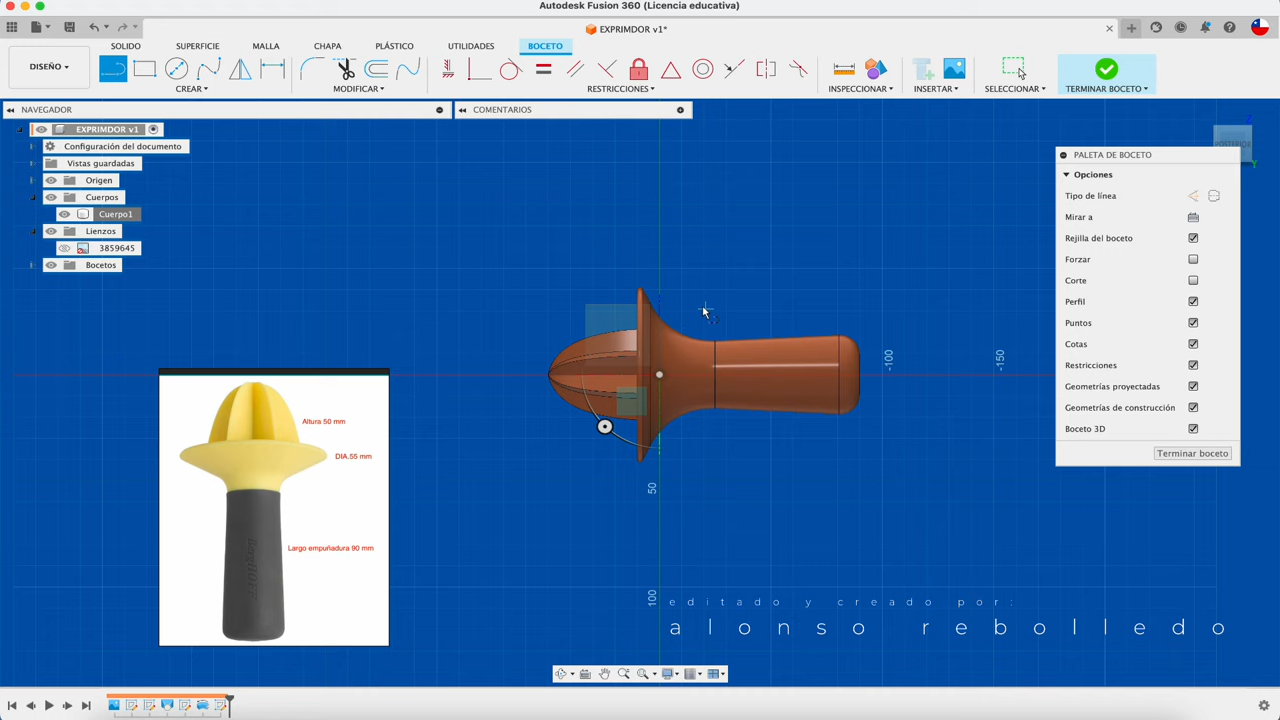 Autodesk Fusion 360 (Licencia educativa)
EXPRIMDOR v1*
DISEÑO
SÓLIDO SUPERFICIE MALLA CHAPA PLÁSTICO UTILIDADES BOCETO
CREAR MODIFICAR RESTRICCIONES INSPECCIONAR INSERTAR SELECCIONAR TERMINAR BOCETO
NAVEGADOR
COMENTARIOS
EXPRIMDOR v1
Configuración del documento
Vistas guardadas
Origen
Cuerpos
Cuerpo1
Lienzos
3859645
Bocetos
PALETA DE BOCETO
Opciones
Tipo de línea
Mirar a
Rejilla del boceto
Forzar
Corte
Perfil
Puntos
Cotas
Restricciones
Geometrías proyectadas
Geometrías de construcción
Boceto 3D
Terminar boceto
Z
Y
-100
-150
50
100
Altura 50 mm
DIA.55 mm
Largo empuñadura 90 mm
editado y creado por:
alonso rebolledo